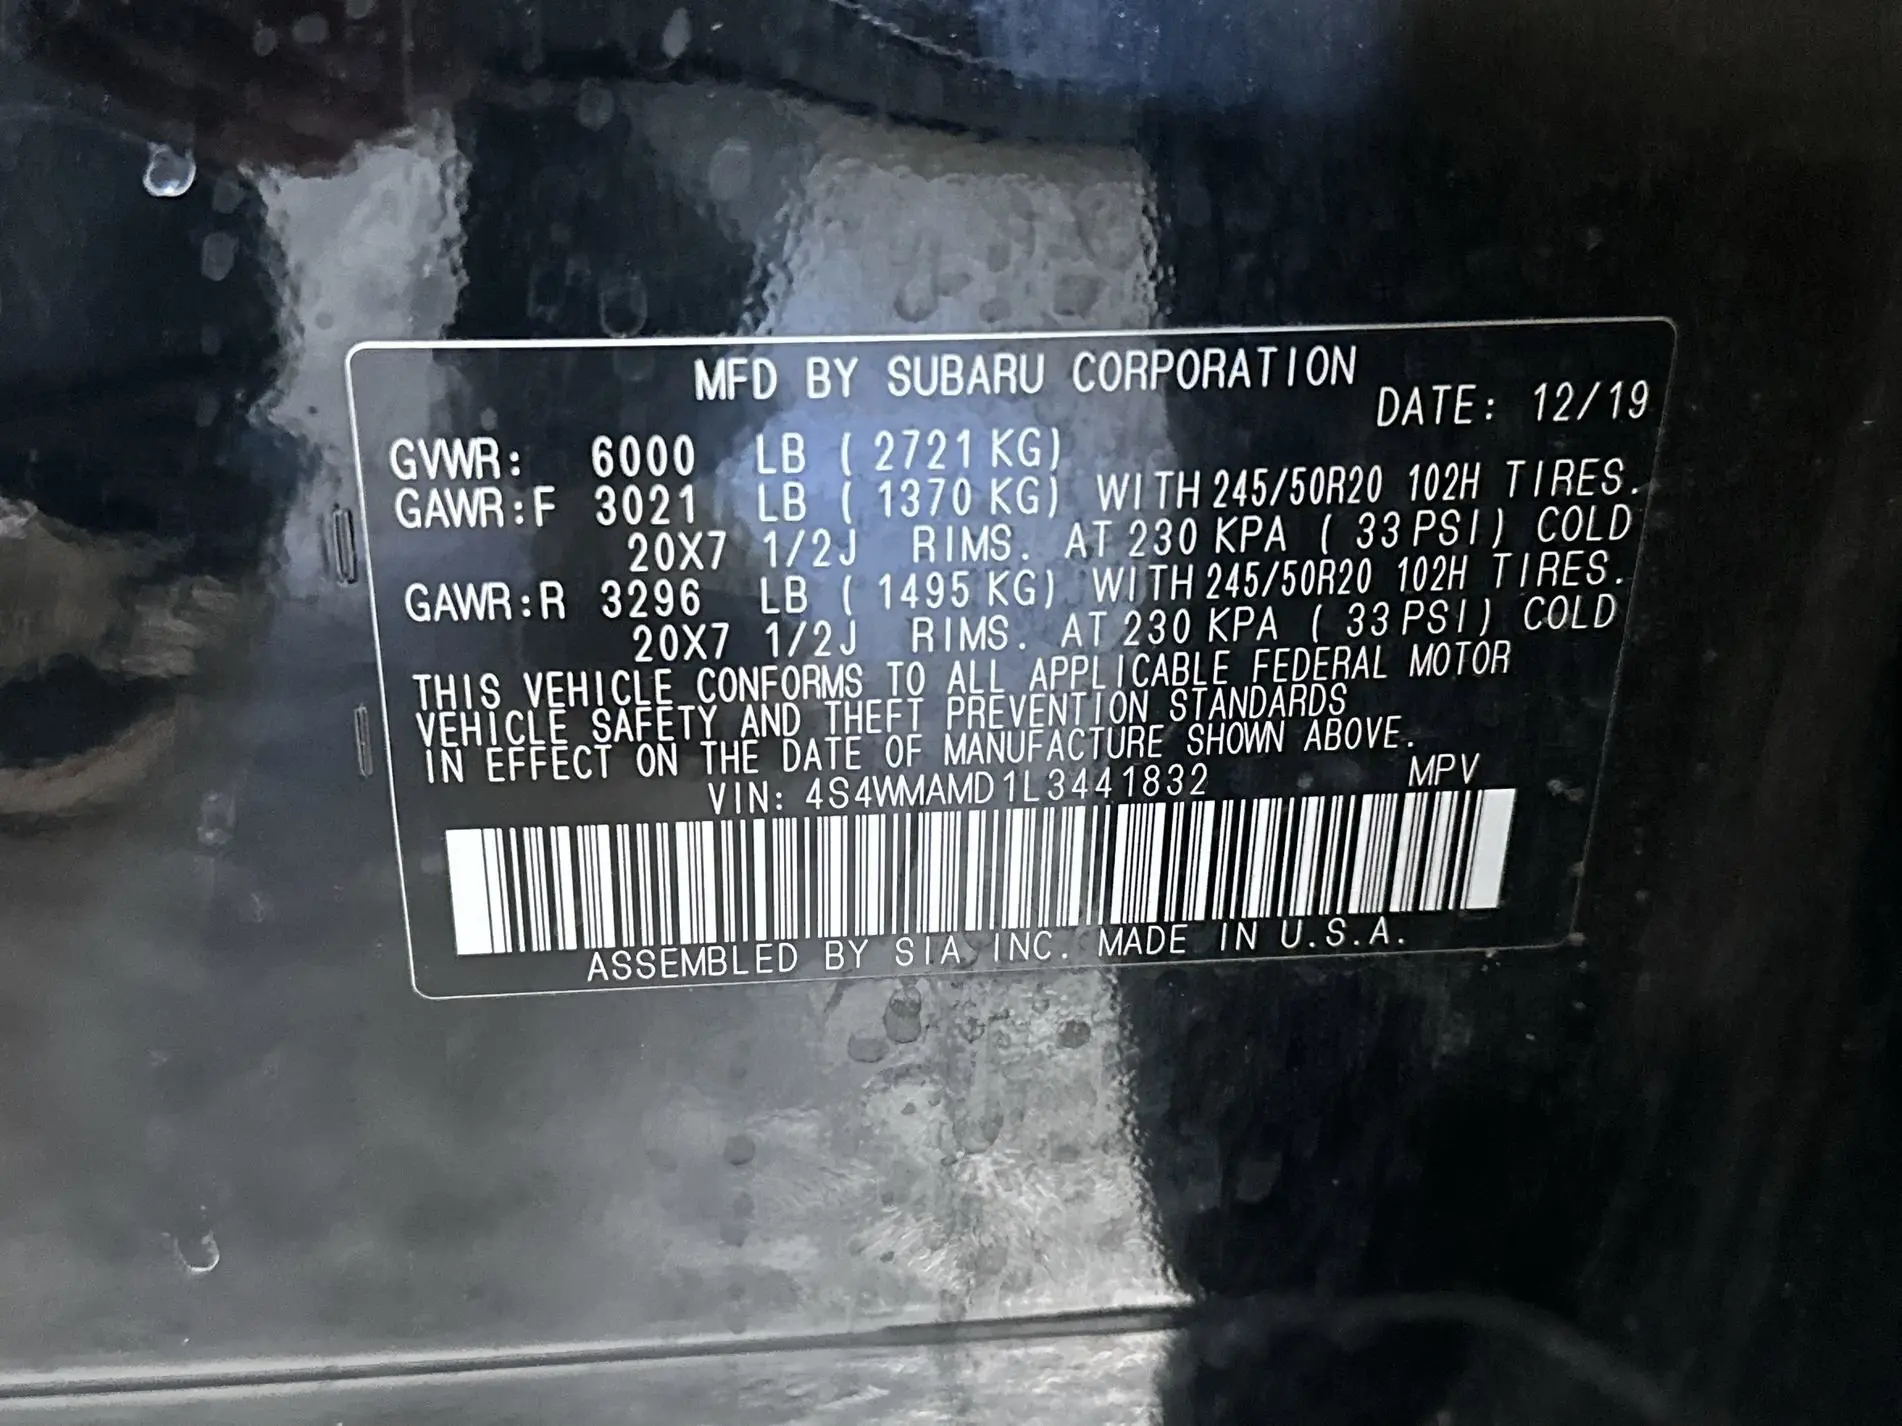 MFD BY SUBARU CORPORATION
DATE: 12/19
GVWR: 6000 LB ( 2721 KG)
GAWR:F 3021 LB ( 1370 KG) WITH 245/50R20 102H TIRES.
20X7 1/2J RIMS. AT 230 KPA ( 33 PSI) COLD
GAWR:R 3296 LB ( 1495 KG) WITH 245/50R20 102H TIRES.
20X7 1/2J RIMS. AT 230 KPA ( 33 PSI) COLD
THIS VEHICLE CONFORMS TO ALL APPLICABLE FEDERAL MOTOR
VEHICLE SAFETY AND THEFT PREVENTION STANDARDS
IN EFFECT ON THE DATE OF MANUFACTURE SHOWN ABOVE.
VIN: 4S4WMAMD1L3441832 MPV
ASSEMBLED BY SIA INC. MADE IN U.S.A.